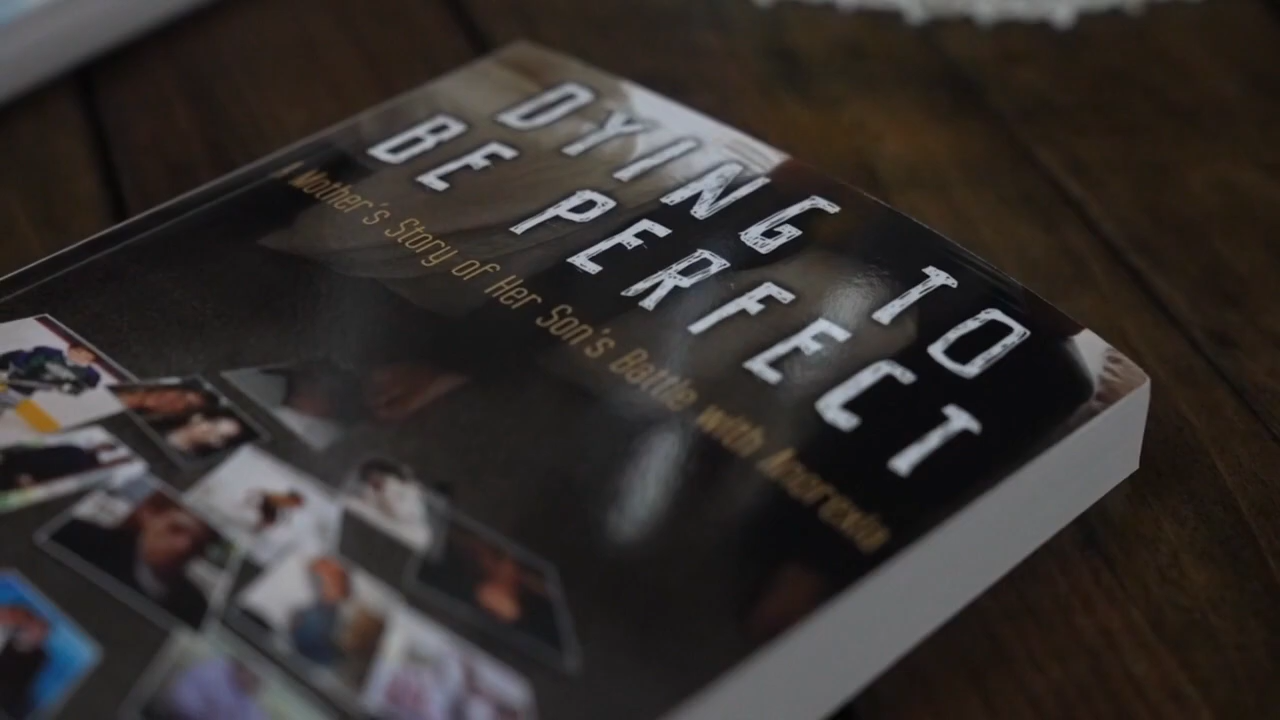 DYING TO
BE PERFECT
A Mother's Story of Her Son's Battle with Anorexia